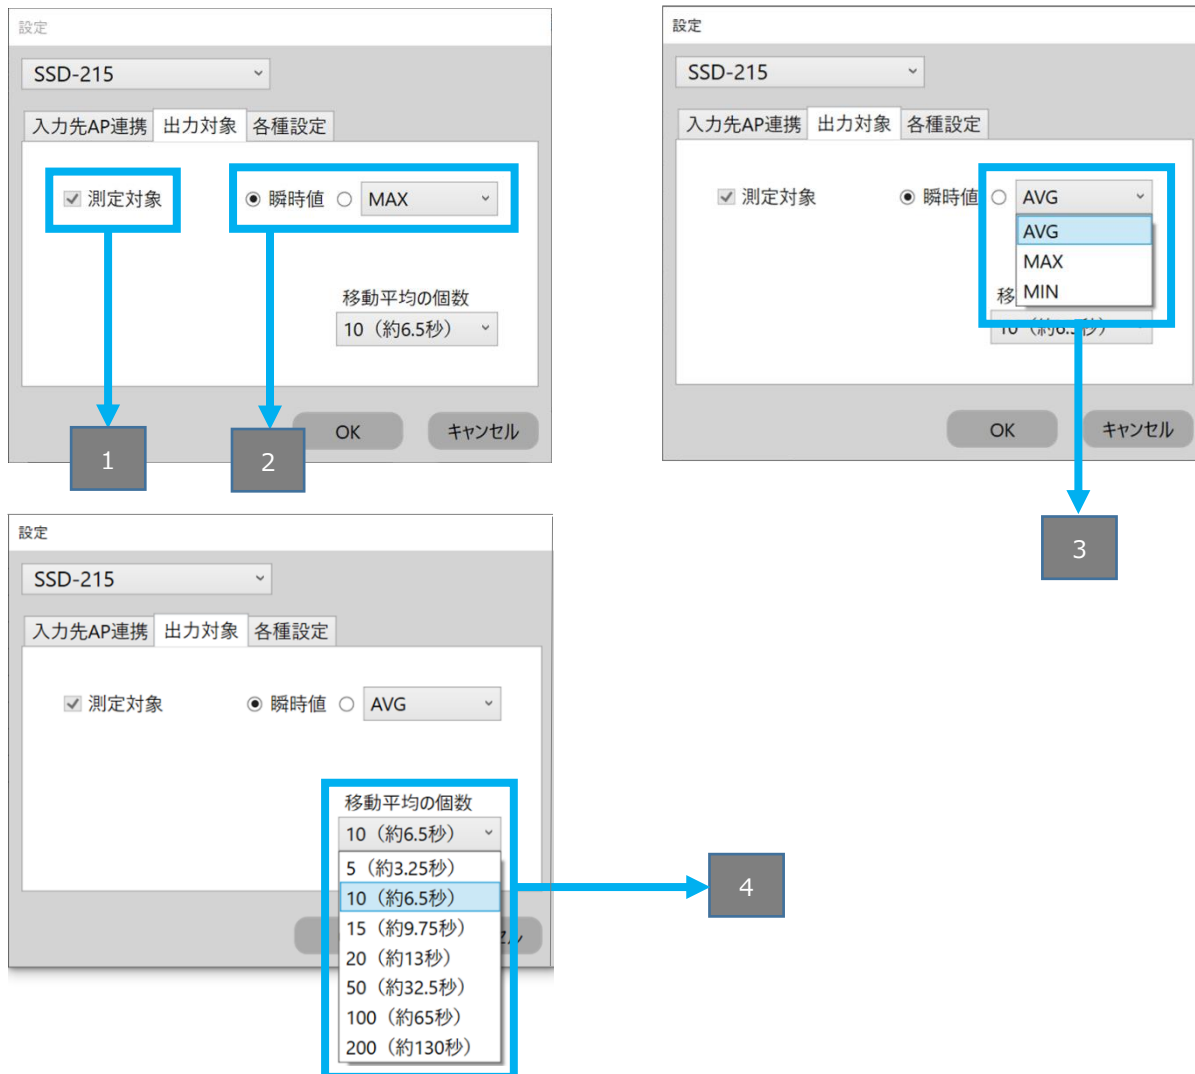 設定
SSD-215
入力先AP連携 出力対象 各種設定
測定対象 瞬時値 MAX
移動平均の個数
10（約6.5秒）
OK キャンセル
1 2
設定
SSD-215
入力先AP連携 出力対象 各種設定
測定対象 瞬時値 AVG
AVG
MAX
移 MIN
10（約6.5秒）
OK キャンセル
3
設定
SSD-215
入力先AP連携 出力対象 各種設定
測定対象 瞬時値 AVG
移動平均の個数
10（約6.5秒）
5（約3.25秒）
10（約6.5秒）
15（約9.75秒）
20（約13秒）
50（約32.5秒）
100（約65秒）
200（約130秒）
4